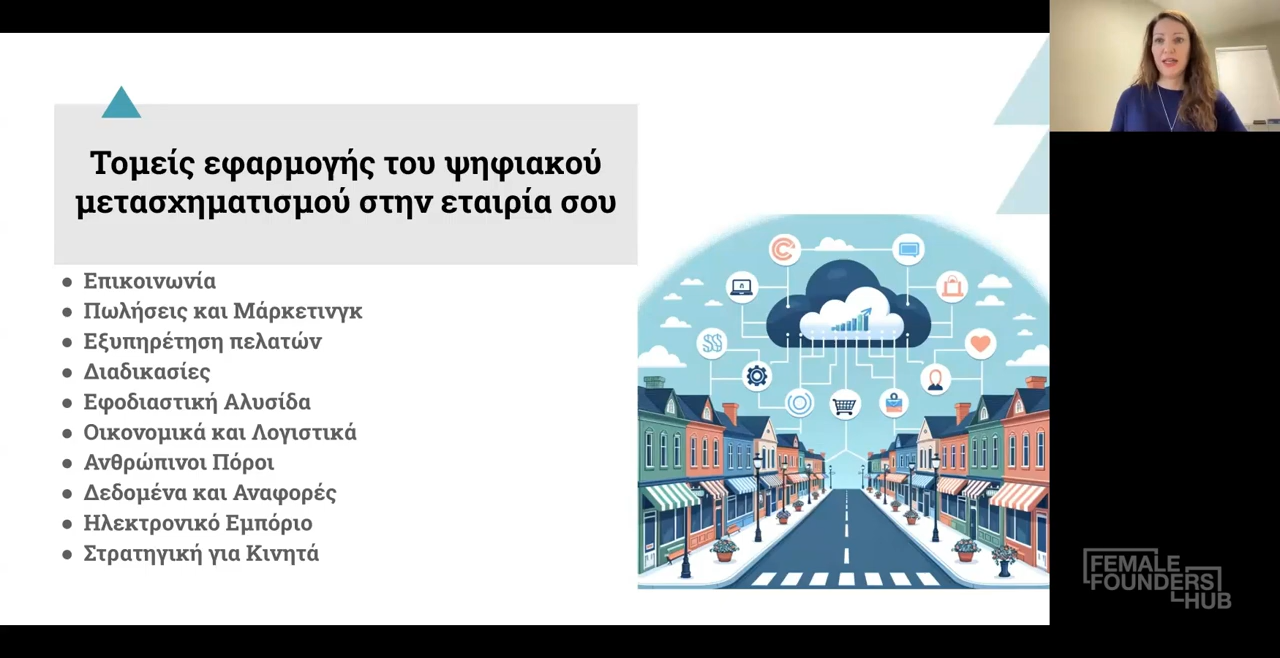 Τομείς εφαρμογής του ψηφιακού
μετασχηματισμού στην εταιρία σου
● Επικοινωνία
● Πωλήσεις και Μάρκετινγκ
● Εξυπηρέτηση πελατών
● Διαδικασίες
● Εφοδιαστική Αλυσίδα
● Οικονομικά και Λογιστικά
● Ανθρώπινοι Πόροι
● Δεδομένα και Αναφορές
● Ηλεκτρονικό Εμπόριο
● Στρατηγική για Κινητά
$$
FEMALE
FOUNDERS
HUB